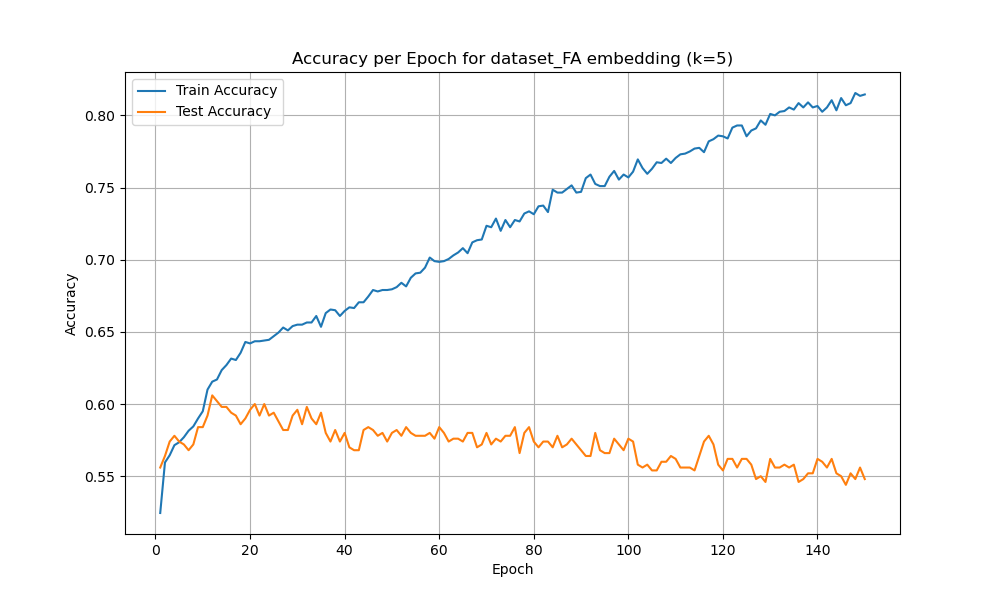 Accuracy per Epoch for dataset_FA embedding (k=5)
Train Accuracy
Test Accuracy
0.80
0.75
0.70
0.65
0.60
0.55
Accuracy
0 20 40 60 80 100 120 140
Epoch